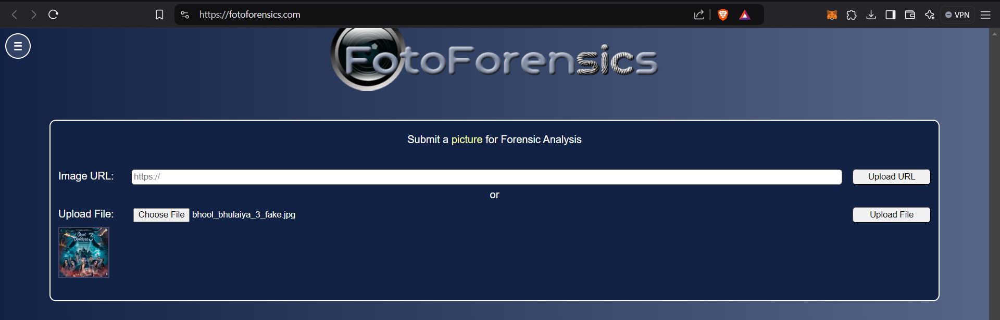 https://fotoforensics.com
VPN
FotoForensics
Submit a picture for Forensic Analysis
Image URL:
https://
Upload URL
or
Upload File:
Choose File bhool_bhulaiya_3_fake.jpg
Upload File
Bhool
Bhulaiyaa 3